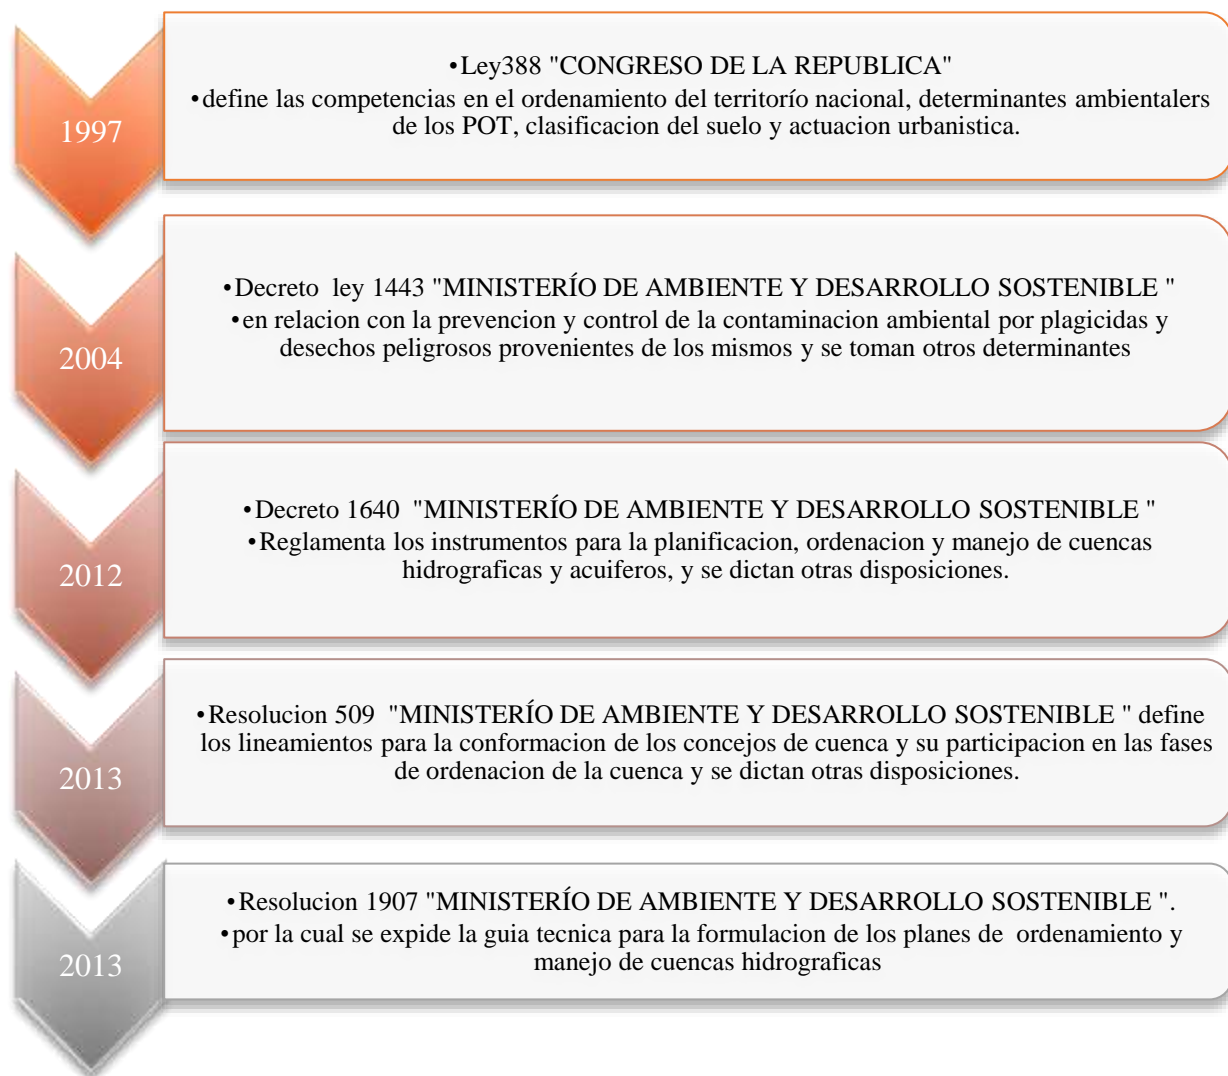 1997
•Ley388 "CONGRESO DE LA REPUBLICA"
•define las competencias en el ordenamiento del territorío nacional, determinantes ambientalers
de los POT, clasificacion del suelo y actuacion urbanistica.
2004
•Decreto ley 1443 "MINISTERÍO DE AMBIENTE Y DESARROLLO SOSTENIBLE "
•en relacion con la prevencion y control de la contaminacion ambiental por plagicidas y
desechos peligrosos provenientes de los mismos y se toman otros determinantes
2012
•Decreto 1640 "MINISTERÍO DE AMBIENTE Y DESARROLLO SOSTENIBLE "
•Reglamenta los instrumentos para la planificacion, ordenacion y manejo de cuencas
hidrograficas y acuiferos, y se dictan otras disposiciones.
2013
•Resolucion 509 "MINISTERÍO DE AMBIENTE Y DESARROLLO SOSTENIBLE " define
los lineamientos para la conformacion de los concejos de cuenca y su participacion en las fases
de ordenacion de la cuenca y se dictan otras disposiciones.
2013
•Resolucion 1907 "MINISTERÍO DE AMBIENTE Y DESARROLLO SOSTENIBLE ".
•por la cual se expide la guia tecnica para la formulacion de los planes de ordenamiento y
manejo de cuencas hidrograficas